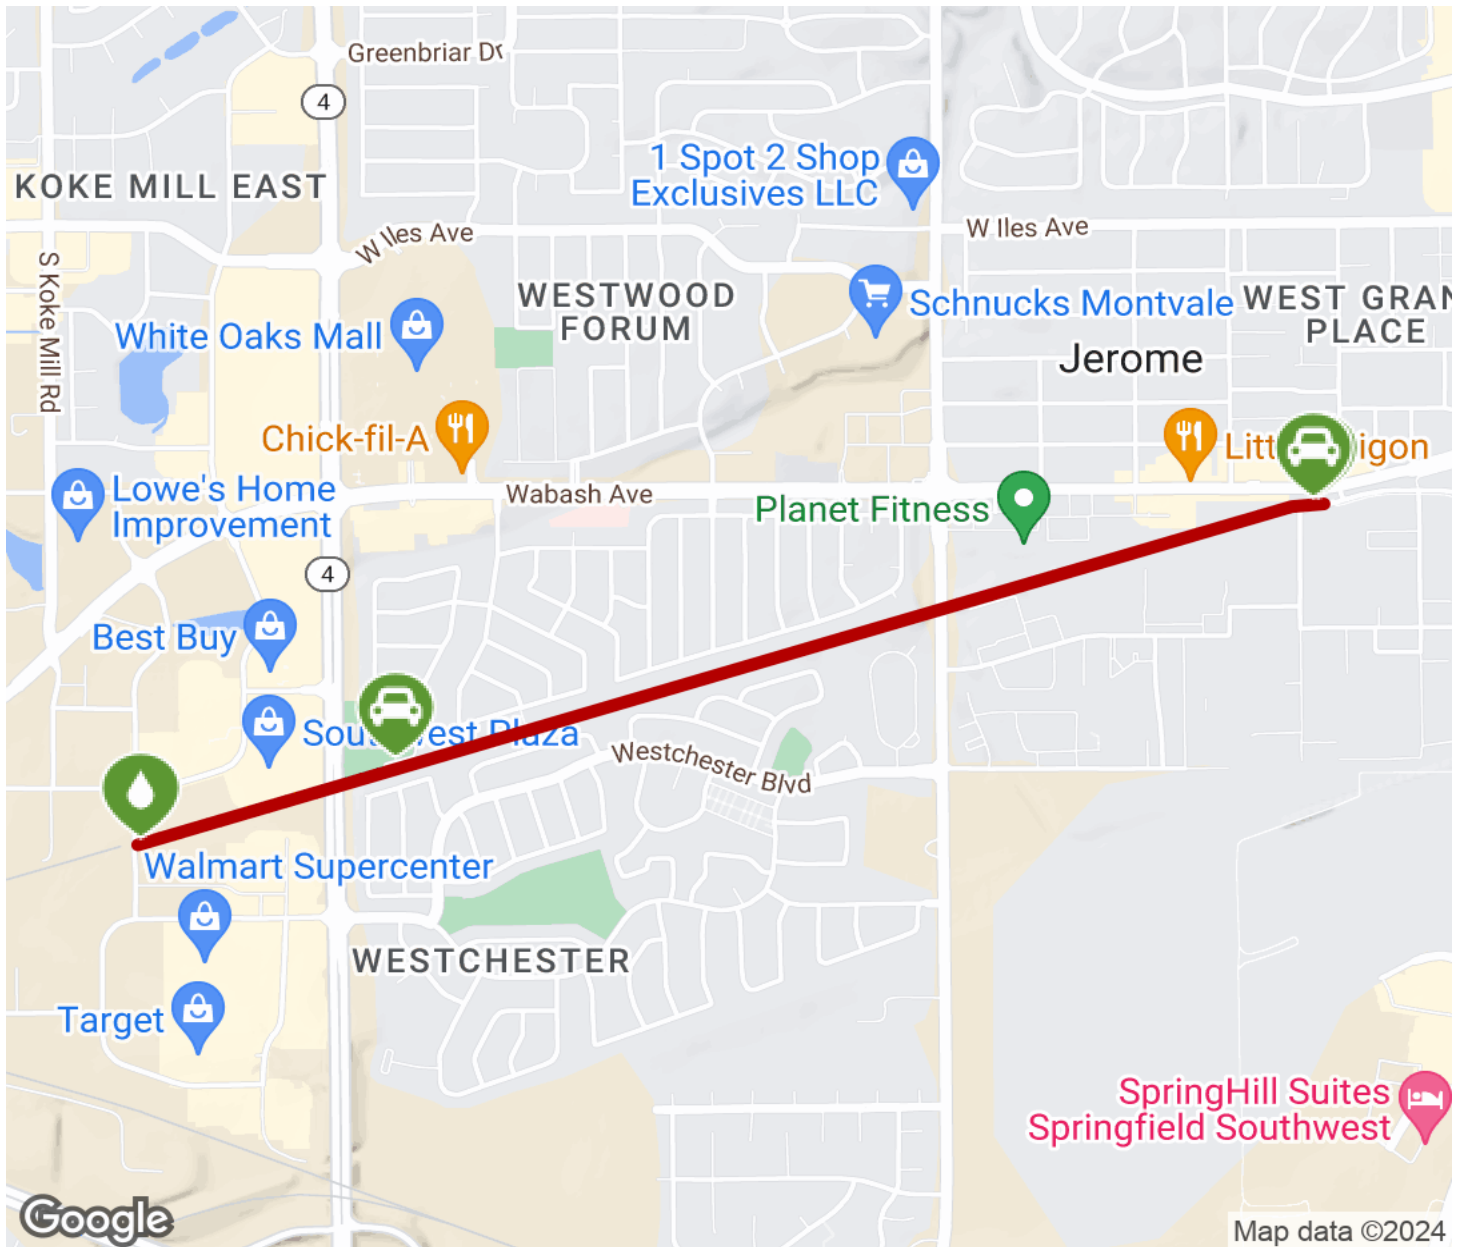 Greenbriar Dr
4
1 Spot 2 Shop
Exclusives LLC
KOKE MILL EAST
W Iles Ave
W Iles Ave
S Koke Mill Rd
WESTWOOD
FORUM
Schnucks Montvale
WEST GRAN
PLACE
White Oaks Mall
Jerome
Chick-fil-A
Lowe's Home
Improvement
Wabash Ave
Planet Fitness
4
Best Buy
Westchester Blvd
Walmart Supercenter
WESTCHESTER
Target
SpringHill Suites
Springfield Southwest
Google
Map data ©2024